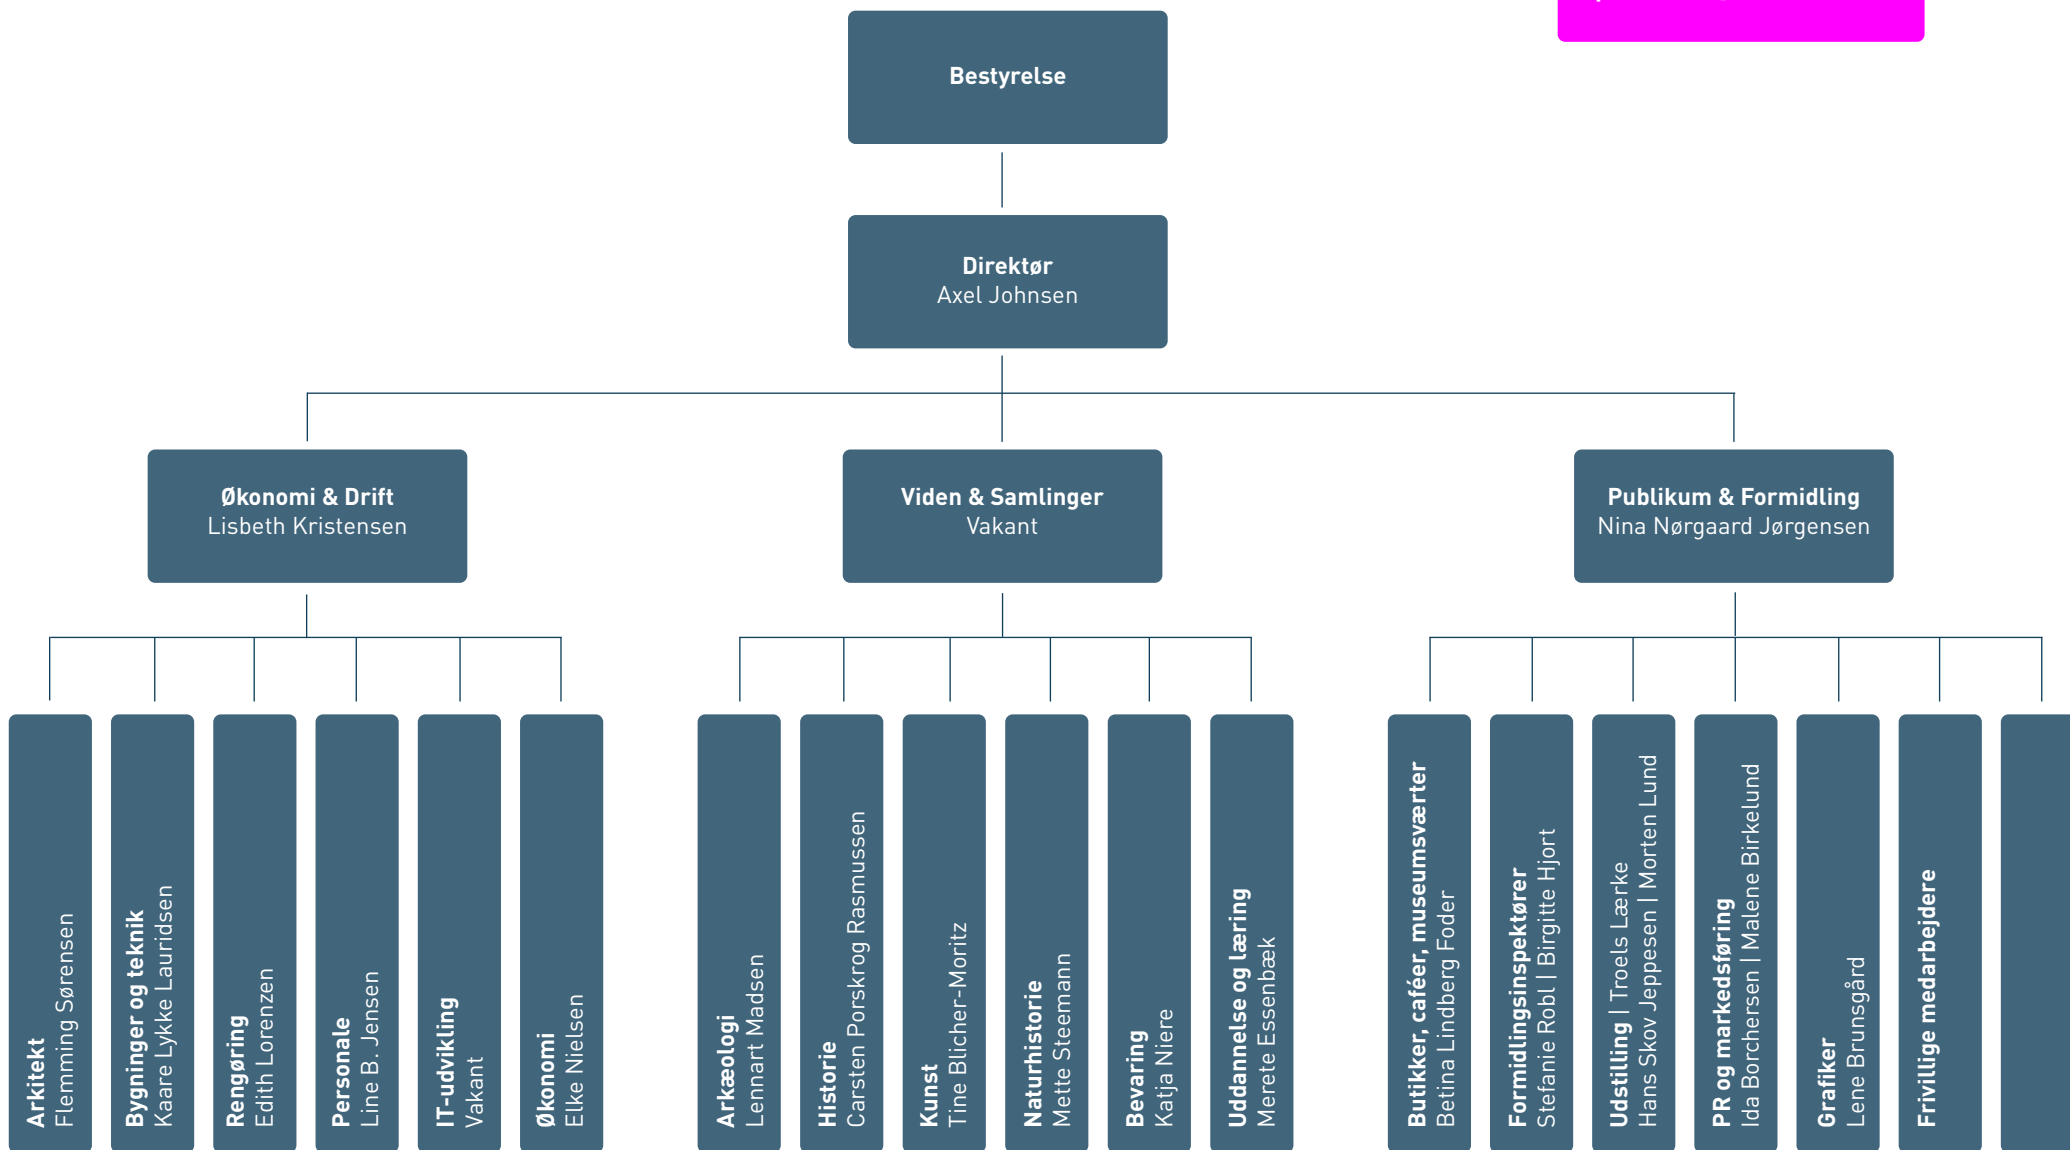 Bestyrelse
Direktør
Axel Johnsen
Økonomi & Drift
Lisbeth Kristensen
Viden & Samlinger
Vakant
Publikum & Formidling
Nina Nørgaard Jørgensen
Arkitekt
Flemming Sørensen
Bygninger og teknik
Kaare Lykke Lauridsen
Rengøring
Edith Lorenzen
Personale
Line B. Jensen
IT-udvikling
Vakant
Økonomi
Elke Nielsen
Arkæologi
Lennart Madsen
Historie
Carsten Porskrog Rasmussen
Kunst
Tine Blicher-Moritz
Naturhistorie
Mette Steemann
Bevaring
Katja Niere
Uddannelse og læring
Merete Essenbæk
Butikker, caféer, museumsværter
Betina Lindberg Foder
Formidlingsinspektører
Stefanie Robl | Birgitte Hjort
Udstilling | Troels Lærke
Hans Skov Jeppesen | Morten Lund
PR og markedsføring
Ida Borchersen | Malene Birkelund
Grafiker
Lene Brunsgård
Frivillige medarbejdere